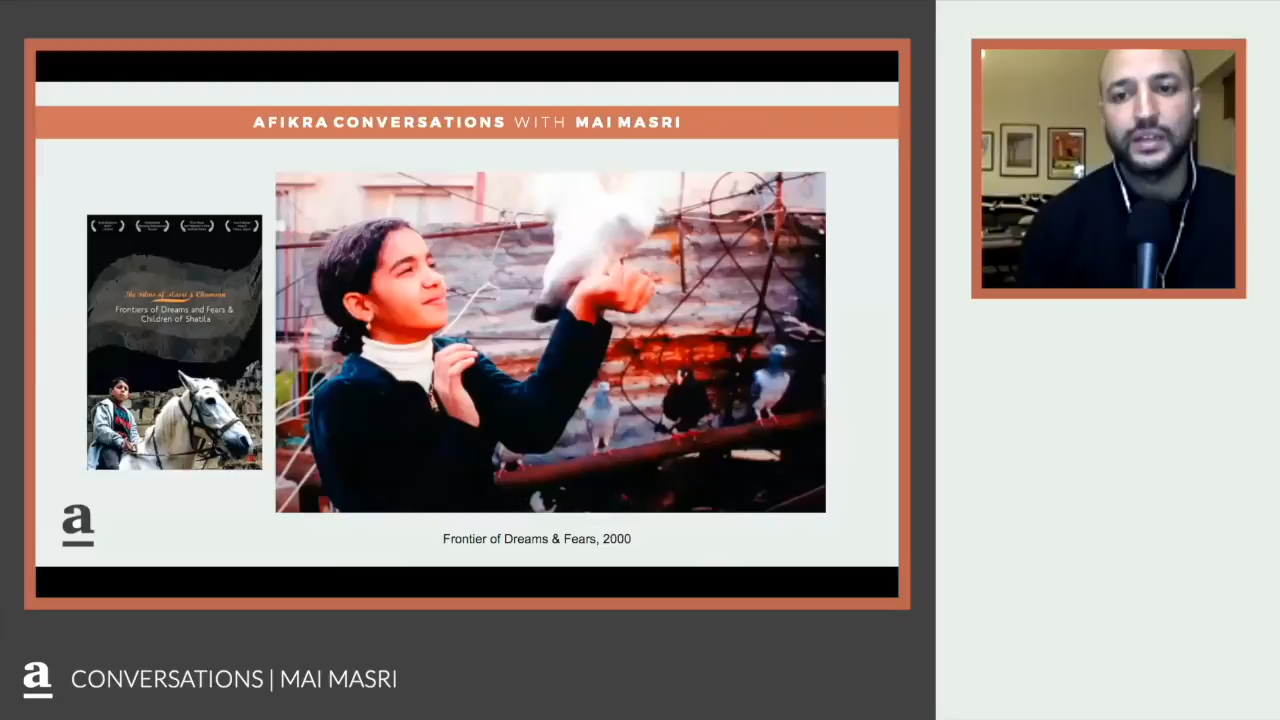 AFIKRA CONVERSATIONS WITH MAI MASRI
The Films of Masri & Chamoun
Frontiers of Dreams and Fears &
Children of Shatila
a
Frontier of Dreams & Fears, 2000
a CONVERSATIONS | MAI MASRI